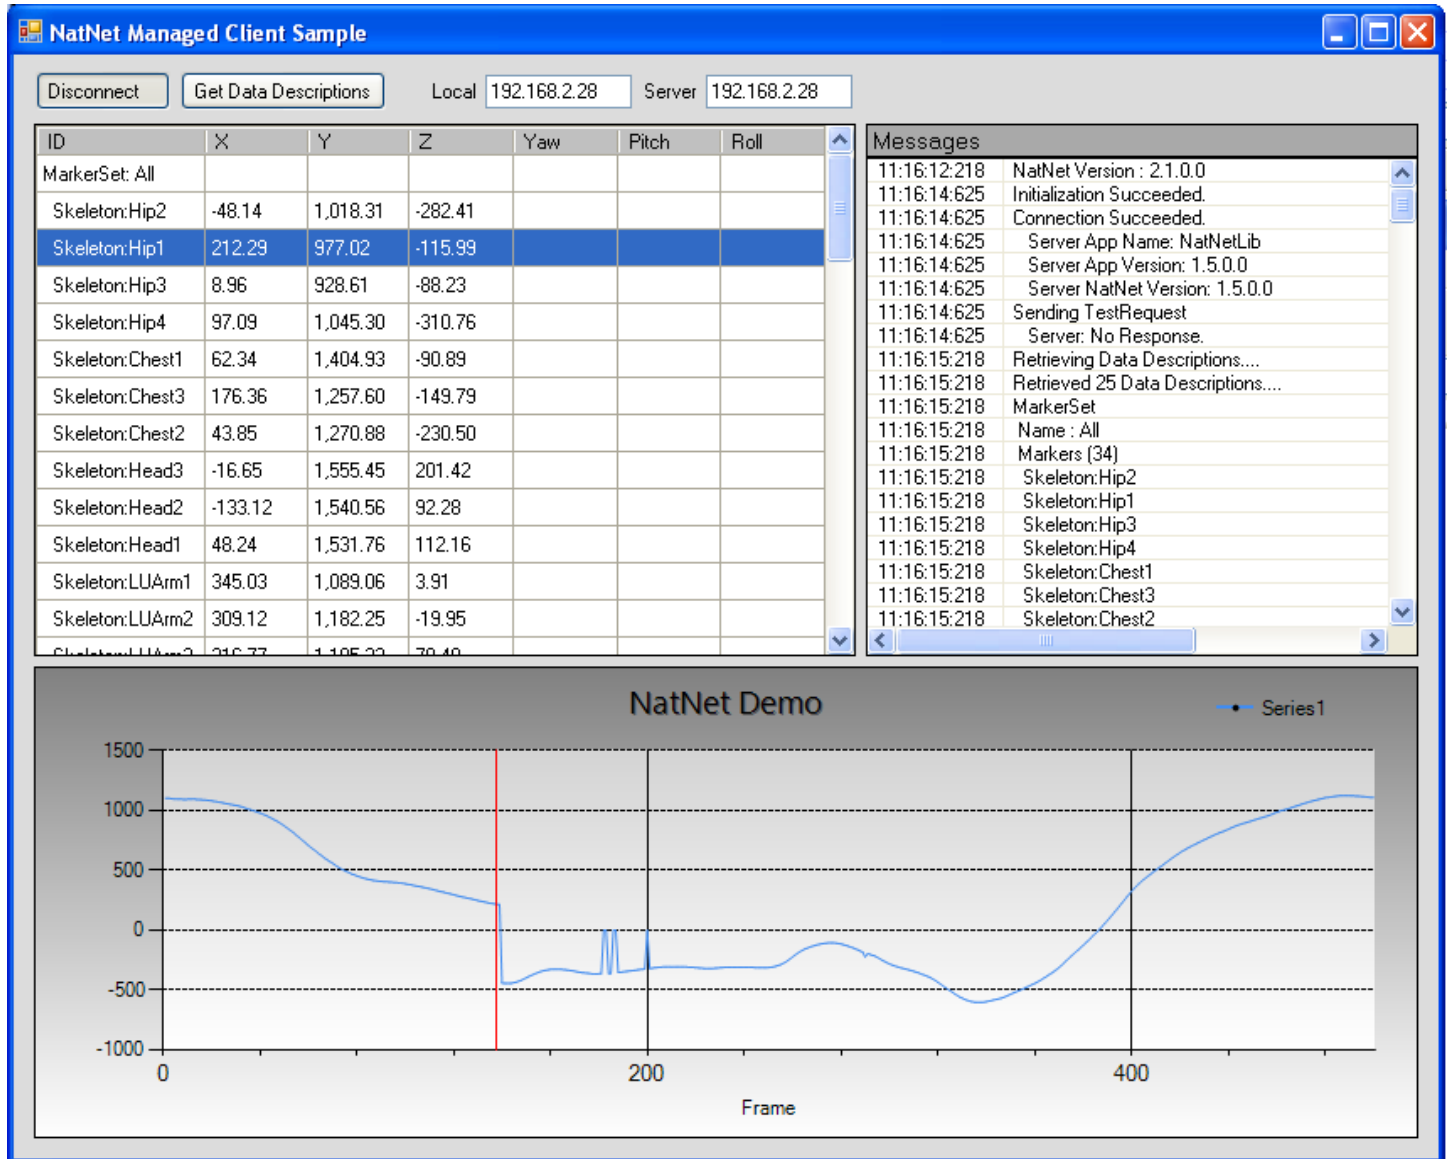 NatNet Managed Client Sample
Disconnect Get Data Descriptions Local 192.168.2.28 Server 192.168.2.28
ID X Y Z Yaw Pitch Roll
MarkerSet: All
Skeleton:Hip2 -48.14 1,018.31 -282.41
Skeleton:Hip1 212.29 977.02 -115.99
Skeleton:Hip3 8.96 928.61 -88.23
Skeleton:Hip4 97.09 1,045.30 -310.76
Skeleton:Chest1 62.34 1,404.93 -90.89
Skeleton:Chest3 176.36 1,257.60 -149.79
Skeleton:Chest2 43.85 1,270.88 -230.50
Skeleton:Head3 -16.65 1,555.45 201.42
Skeleton:Head2 -133.12 1,540.56 92.28
Skeleton:Head1 48.24 1,531.76 112.16
Skeleton:LUArm1 345.03 1,089.06 3.91
Skeleton:LUArm2 309.12 1,182.25 -19.95
Messages
11:16:12:218 NatNet Version : 2.1.0.0
11:16:14:625 Initialization Succeeded.
11:16:14:625 Connection Succeeded.
11:16:14:625 Server App Name: NatNetLib
11:16:14:625 Server App Version: 1.5.0.0
11:16:14:625 Server NatNet Version: 1.5.0.0
11:16:14:625 Sending TestRequest
11:16:14:625 Server: No Response.
11:16:15:218 Retrieving Data Descriptions....
11:16:15:218 Retrieved 25 Data Descriptions....
11:16:15:218 MarkerSet
11:16:15:218 Name : All
11:16:15:218 Markers (34)
11:16:15:218 Skeleton:Hip2
11:16:15:218 Skeleton:Hip1
11:16:15:218 Skeleton:Hip3
11:16:15:218 Skeleton:Hip4
11:16:15:218 Skeleton:Chest1
11:16:15:218 Skeleton:Chest3
11:16:15:218 Skeleton:Chest2
NatNet Demo
Series1
1500
1000
500
0
-500
-1000
0 200 400
Frame